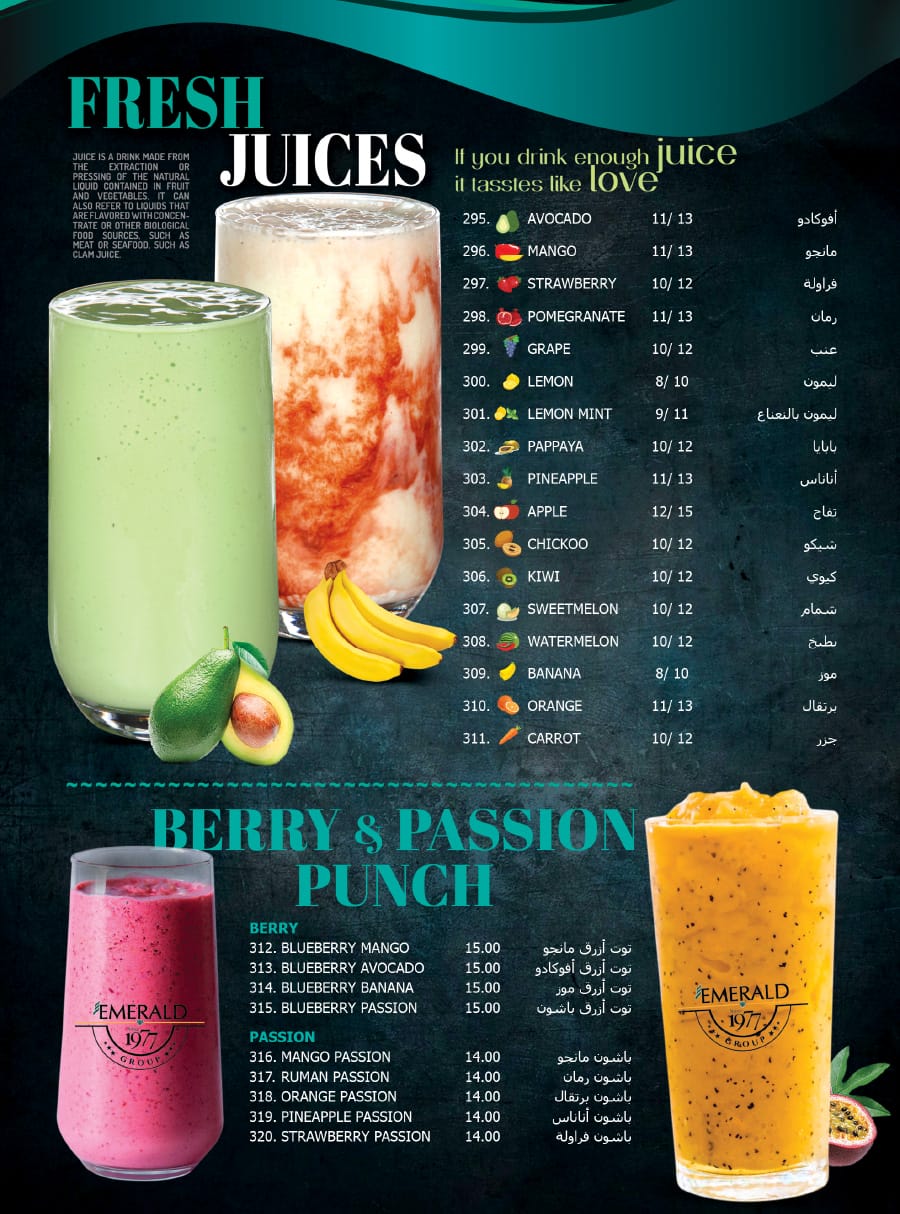 FRESH
JUICES
JUICE IS A DRINK MADE FROM
THE EXTRACTION OR
PRESSING OF THE NATURAL
LIQUID CONTAINED IN FRUIT
AND VEGETABLES. IT CAN
ALSO REFER TO LIQUIDS THAT
ARE FLAVORED WITH CONCEN-
TRATE OR OTHER BIOLOGICAL
FOOD SOURCES, SUCH AS
MEAT OR SEAFOOD, SUCH AS
CLAM JUICE.
If you drink enough juice
it tasstes like love
295. AVOCADO 11/ 13 أفوكادو
296. MANGO 11/ 13 مانجو
297. STRAWBERRY 10/ 12 فراولة
298. POMEGRANATE 11/ 13 رمان
299. GRAPE 10/ 12 عنب
300. LEMON 8/ 10 ليمون
301. LEMON MINT 9/ 11 ليمون بالنعناع
302. PAPPAYA 10/ 12 بابايا
303. PINEAPPLE 11/ 13 أناناس
304. APPLE 12/ 15 تفاح
305. CHICKOO 10/ 12 شيكو
306. KIWI 10/ 12 كيوي
307. SWEETMELON 10/ 12 شمام
308. WATERMELON 10/ 12 بطيخ
309. BANANA 8/ 10 موز
310. ORANGE 11/ 13 برتقال
311. CARROT 10/ 12 جزر
BERRY & PASSION
PUNCH
BERRY
312. BLUEBERRY MANGO 15.00 توت أزرق مانجو
313. BLUEBERRY AVOCADO 15.00 توت أزرق أفوكادو
314. BLUEBERRY BANANA 15.00 توت أزرق موز
315. BLUEBERRY PASSION 15.00 توت أزرق باشون
PASSION
316. MANGO PASSION 14.00 باشون مانجو
317. RUMAN PASSION 14.00 باشون رمان
318. ORANGE PASSION 14.00 باشون برتقال
319. PINEAPPLE PASSION 14.00 باشون أناناس
320. STRAWBERRY PASSION 14.00 باشون فراولة
EMERALD
1977
GROUP
EMERALD
1977
GROUP